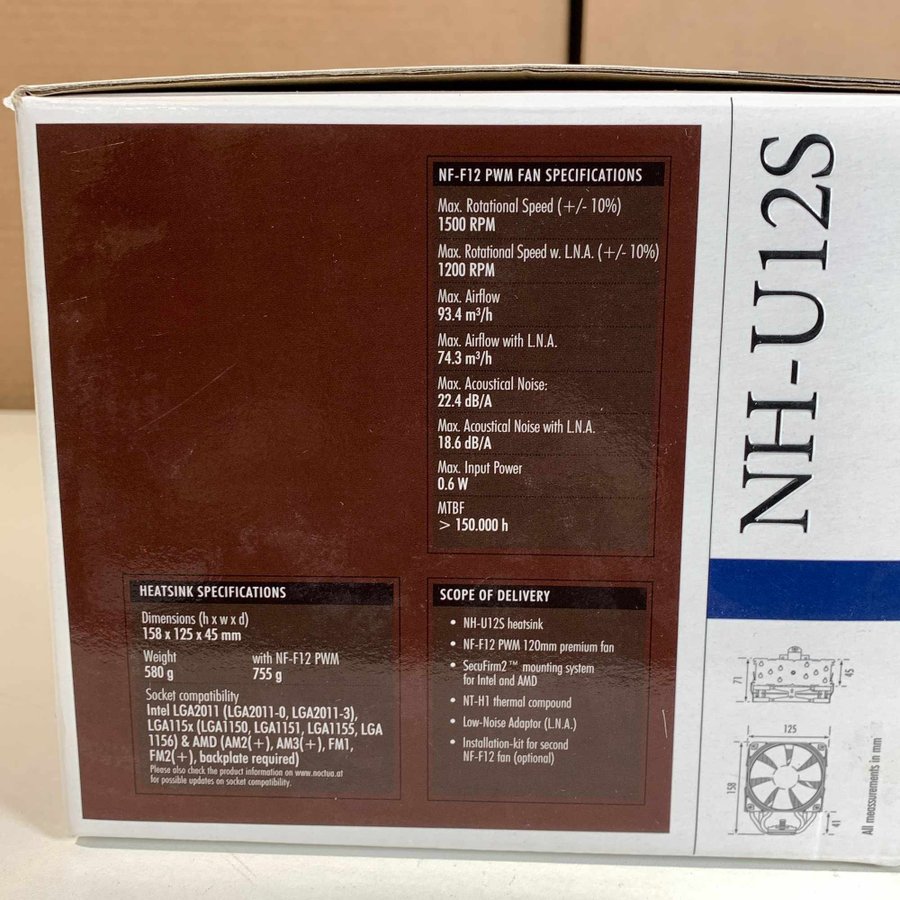 NF-F12 PWM FAN SPECIFICATIONS
Max. Rotational Speed (+/- 10%)
1500 RPM
Max. Rotational Speed w. L.N.A. (+/- 10%)
1200 RPM
Max. Airflow
93.4 m³/h
Max. Airflow with L.N.A.
74.3 m³/h
Max. Acoustical Noise:
22.4 dB/A
Max. Acoustical Noise with L.N.A.
18.6 dB/A
Max. Input Power
0.6 W
MTBF
> 150.000 h
HEATSINK SPECIFICATIONS
Dimensions (h x w x d)
158 x 125 x 45 mm
Weight with NF-F12 PWM
580 g 755 g
Socket compatibility
Intel LGA2011 (LGA2011-0, LGA2011-3),
LGA115x (LGA1150, LGA1151, LGA1155, LGA
1156) & AMD (AM2(+), AM3(+), FM1,
FM2(+), backplate required)
Please also check the product information on www.noctua.at
for possible updates on socket compatibility.
SCOPE OF DELIVERY
• NH-U12S heatsink
• NF-F12 PWM 120mm premium fan
• SecuFirm2™ mounting system
for Intel and AMD
• NT-H1 thermal compound
• Low-Noise Adaptor (L.N.A.)
• Installation-kit for second
NF-F12 fan (optional)
NH-U12S
71
45
125
158
41
All meassurements in mm